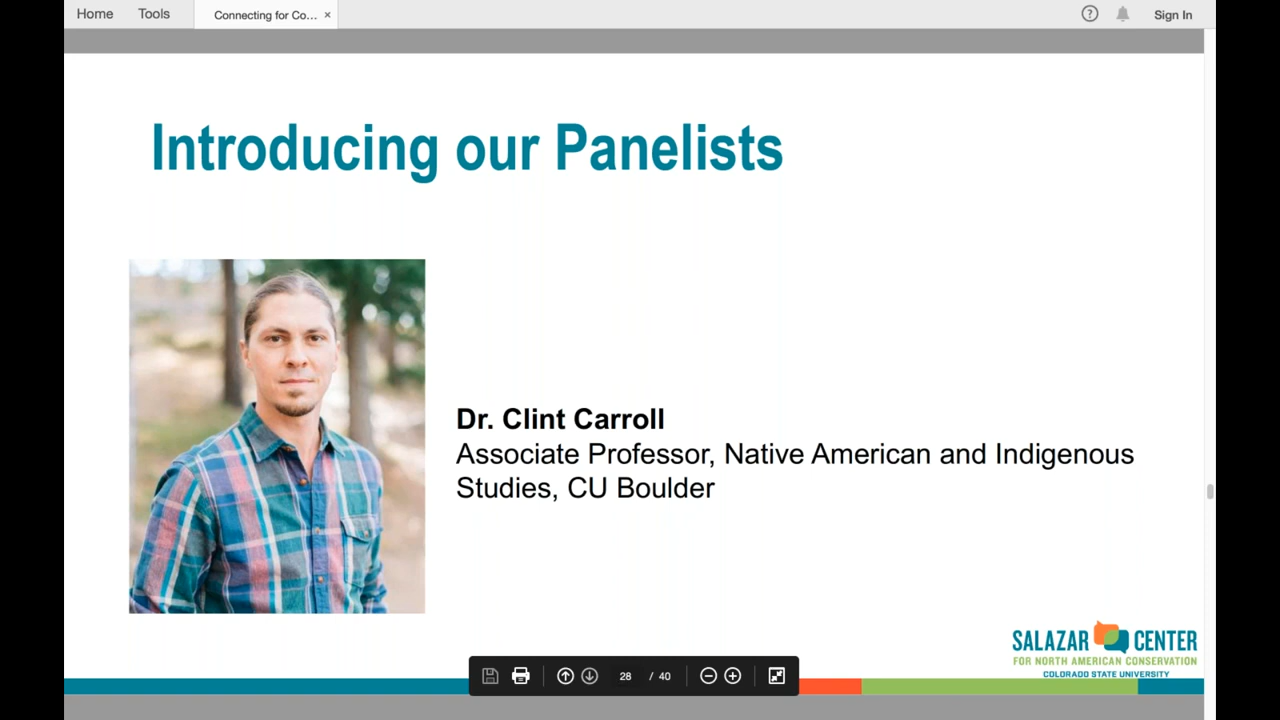 Home Tools Connecting for Co... × ? Sign In
Introducing our Panelists
Dr. Clint Carroll
Associate Professor, Native American and Indigenous
Studies, CU Boulder
SALAZAR CENTER
FOR NORTH AMERICAN CONSERVATION
COLORADO STATE UNIVERSITY
28 / 40